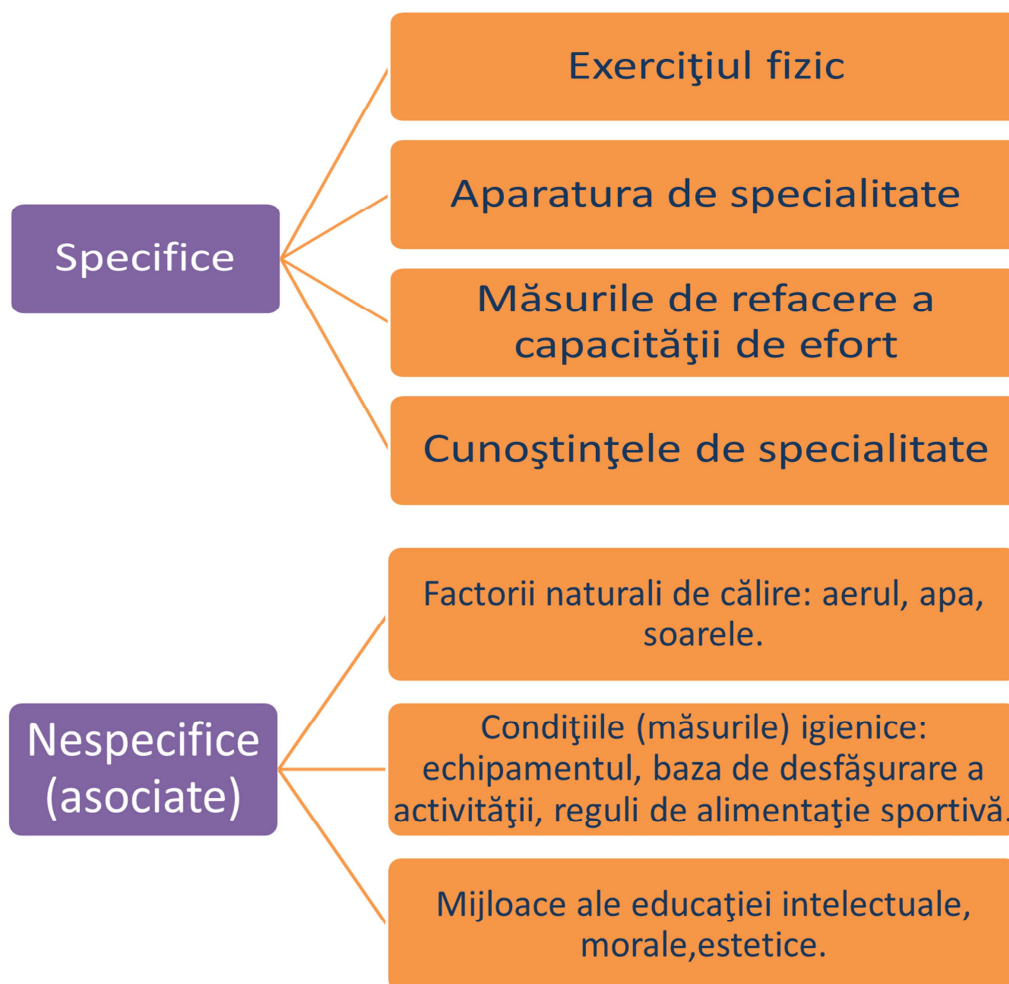 Specifice
Exerciţiul fizic
Aparatura de specialitate
Măsurile de refacere a
capacităţii de efort
Cunoştinţele de specialitate
Nespecifice
(asociate)
Factorii naturali de călire: aerul, apa,
soarele.
Condiţiile (măsurile) igienice:
echipamentul, baza de desfăşurare a
activităţii, reguli de alimentaţie sportivă.
Mijloace ale educaţiei intelectuale,
morale,estetice.